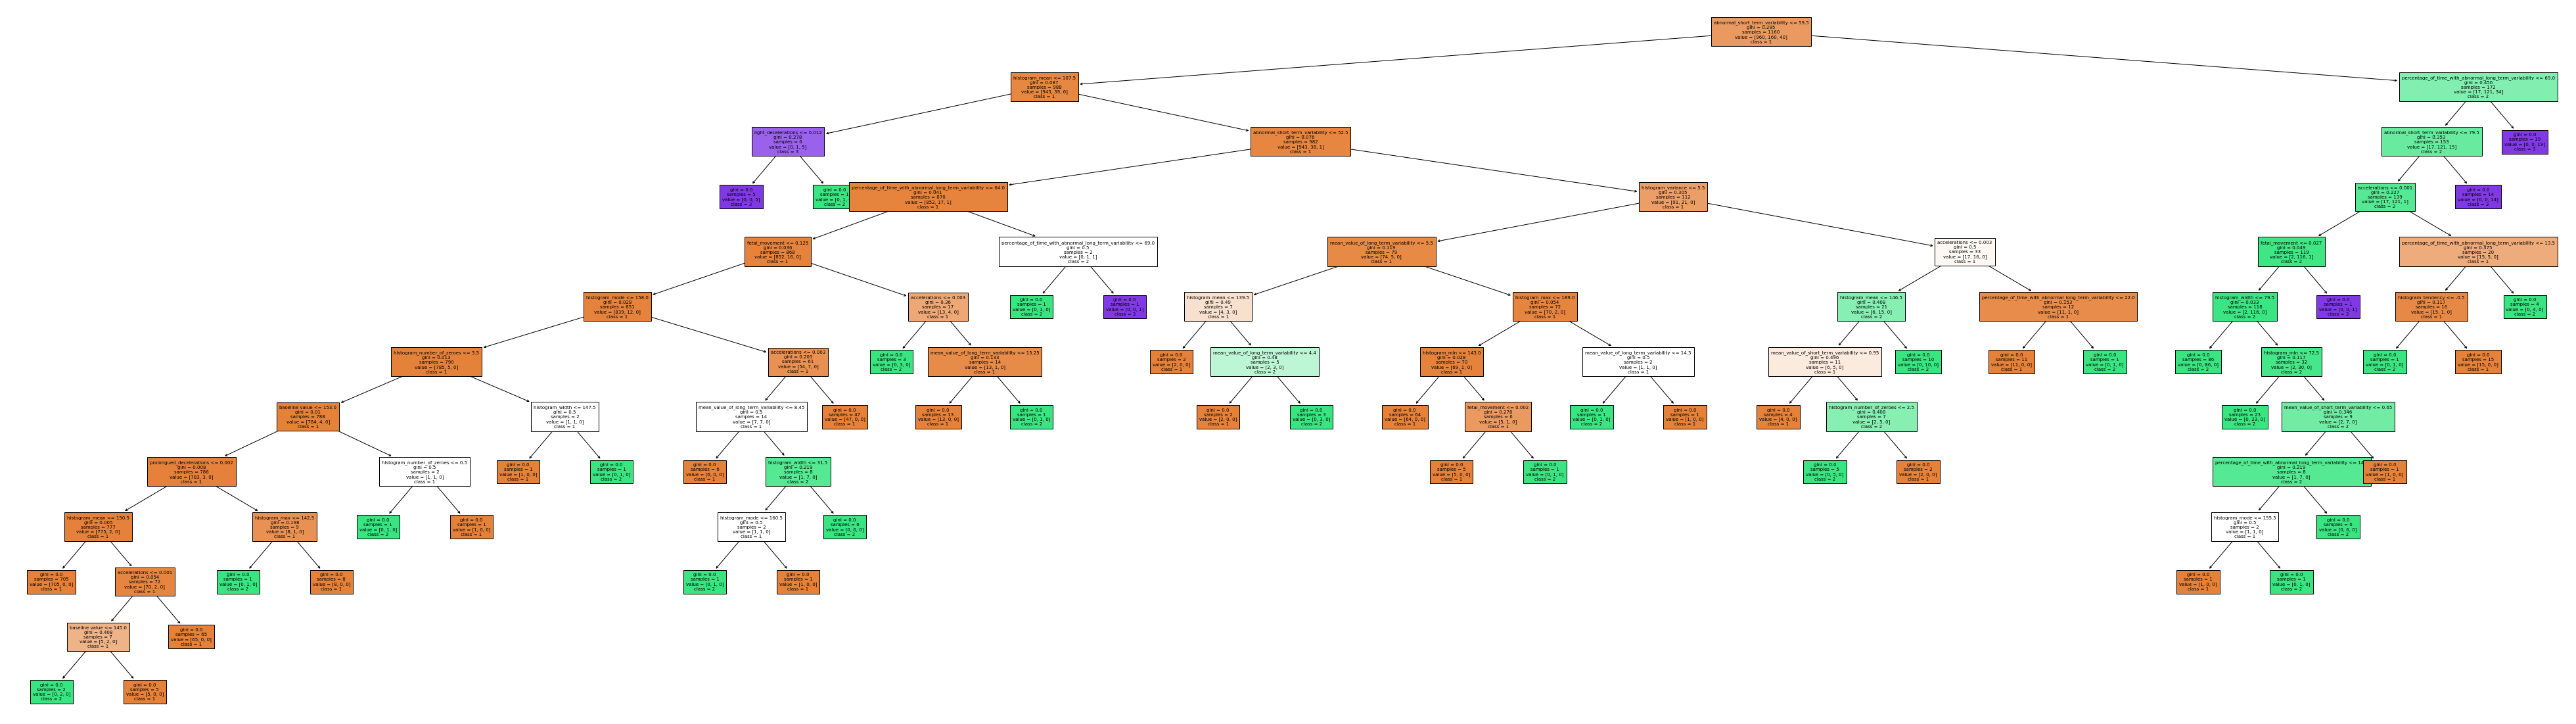 abnormal_short_term_variability <= 59.5
gini = 0.295
samples = 1160
value = [960, 160, 40]
class = 1
histogram_mean <= 107.5
gini = 0.087
samples = 988
value = [943, 39, 6]
class = 1
percentage_of_time_with_abnormal_long_term_variability <= 69.0
gini = 0.456
samples = 172
value = [17, 121, 34]
class = 2
light_decelerations <= 0.012
gini = 0.278
samples = 6
value = [0, 1, 5]
class = 3
abnormal_short_term_variability <= 52.5
gini = 0.076
samples = 982
value = [943, 38, 1]
class = 1
abnormal_short_term_variability <= 79.5
gini = 0.353
samples = 153
value = [17, 121, 15]
class = 2
gini = 0.0
samples = 19
value = [0, 0, 19]
class = 3
gini = 0.0
samples = 5
value = [0, 0, 5]
class = 3
gini = 0.0
samples = 1
value = [0, 1,
class = 2
percentage_of_time_with_abnormal_long_term_variability <= 64.0
gini = 0.041
samples = 870
value = [852, 17, 1]
class = 1
histogram_variance <= 5.5
gini = 0.305
samples = 112
value = [91, 21, 0]
class = 1
accelerations <= 0.001
gini = 0.227
samples = 139
value = [17, 121, 1]
class = 2
gini = 0.0
samples = 14
value = [0, 0, 14]
class = 3
fetal_movement <= 0.125
gini = 0.036
samples = 868
value = [852, 16, 0]
class = 1
percentage_of_time_with_abnormal_long_term_variability <= 69.0
gini = 0.5
samples = 2
value = [0, 1, 1]
class = 2
mean_value_of_long_term_variability <= 5.5
gini = 0.119
samples = 79
value = [74, 5, 0]
class = 1
accelerations <= 0.003
gini = 0.5
samples = 33
value = [17, 16, 0]
class = 1
fetal_movement <= 0.027
gini = 0.049
samples = 119
value = [2, 116, 1]
class = 2
percentage_of_time_with_abnormal_long_term_variability <= 13.5
gini = 0.375
samples = 20
value = [15, 5, 0]
class = 1
histogram_mode <= 158.0
gini = 0.028
samples = 851
value = [839, 12, 0]
class = 1
accelerations <= 0.003
gini = 0.36
samples = 17
value = [13, 4, 0]
class = 1
gini = 0.0
samples = 1
value = [0, 1, 0]
class = 2
gini = 0.0
samples = 1
value = [0, 0, 1]
class = 3
histogram_mean <= 139.5
gini = 0.49
samples = 7
value = [4, 3, 0]
class = 1
histogram_max <= 169.0
gini = 0.054
samples = 72
value = [70, 2, 0]
class = 1
histogram_mean <= 146.5
gini = 0.408
samples = 21
value = [6, 15, 0]
class = 2
percentage_of_time_with_abnormal_long_term_variability <= 22.0
gini = 0.153
samples = 12
value = [11, 1, 0]
class = 1
histogram_width <= 79.5
gini = 0.033
samples = 118
value = [2, 116, 0]
class = 2
gini = 0.0
samples = 1
value = [0, 0, 1]
class = 3
histogram_tendency <= -0.5
gini = 0.117
samples = 16
value = [15, 1, 0]
class = 1
gini = 0.0
samples = 4
value = [0, 4, 0]
class = 2
histogram_number_of_zeroes <= 3.5
gini = 0.013
samples = 790
value = [785, 5, 0]
class = 1
accelerations <= 0.003
gini = 0.203
samples = 61
value = [54, 7, 0]
class = 1
gini = 0.0
samples = 3
value = [0, 3, 0]
class = 2
mean_value_of_long_term_variability <= 15.25
gini = 0.133
samples = 14
value = [13, 1, 0]
class = 1
gini = 0.0
samples = 2
value = [2, 0, 0]
class = 1
mean_value_of_long_term_variability <= 4.4
gini = 0.48
samples = 5
value = [2, 3, 0]
class = 2
histogram_min <= 143.0
gini = 0.028
samples = 70
value = [69, 1, 0]
class = 1
mean_value_of_long_term_variability <= 14.3
gini = 0.5
samples = 2
value = [1, 1, 0]
class = 1
mean_value_of_short_term_variability <= 0.95
gini = 0.496
samples = 11
value = [6, 5, 0]
class = 1
gini = 0.0
samples = 10
value = [0, 10, 0]
class = 2
gini = 0.0
samples = 11
value = [11, 0, 0]
class = 1
gini = 0.0
samples = 1
value = [0, 1, 0]
class = 2
gini = 0.0
samples = 86
value = [0, 86, 0]
class = 2
histogram_min <= 72.5
gini = 0.117
samples = 32
value = [2, 30, 0]
class = 2
gini = 0.0
samples = 1
value = [0, 1, 0]
class = 2
gini = 0.0
samples = 15
value = [15, 0, 0]
class = 1
baseline value <= 153.0
gini = 0.01
samples = 788
value = [784, 4, 0]
class = 1
histogram_width <= 147.5
gini = 0.5
samples = 2
value = [1, 1, 0]
class = 1
mean_value_of_long_term_variability <= 8.45
gini = 0.5
samples = 14
value = [7, 7, 0]
class = 1
gini = 0.0
samples = 47
value = [47, 0, 0]
class = 1
gini = 0.0
samples = 13
value = [13, 0, 0]
class = 1
gini = 0.0
samples = 1
value = [0, 1, 0]
class = 2
gini = 0.0
samples = 2
value = [2, 0, 0]
class = 1
gini = 0.0
samples = 3
value = [0, 3, 0]
class = 2
gini = 0.0
samples = 64
value = [64, 0, 0]
class = 1
fetal_movement <= 0.002
gini = 0.278
samples = 6
value = [5, 1, 0]
class = 1
gini = 0.0
samples = 1
value = [0, 1, 0]
class = 2
gini = 0.0
samples = 1
value = [1, 0, 0]
class = 1
gini = 0.0
samples = 4
value = [4, 0, 0]
class = 1
histogram_number_of_zeroes <= 2.5
gini = 0.408
samples = 7
value = [2, 5, 0]
class = 2
gini = 0.0
samples = 23
value = [0, 23, 0]
class = 2
mean_value_of_short_term_variability <= 0.65
gini = 0.346
samples = 9
value = [2, 7, 0]
class = 2
prolongued_decelerations <= 0.002
gini = 0.008
samples = 786
value = [783, 3, 0]
class = 1
histogram_number_of_zeroes <= 0.5
gini = 0.5
samples = 2
value = [1, 1, 0]
class = 1
gini = 0.0
samples = 1
value = [1, 0, 0]
class = 1
gini = 0.0
samples = 1
value = [0, 1, 0]
class = 2
gini = 0.0
samples = 6
value = [6, 0, 0]
class = 1
histogram_width <= 31.5
gini = 0.219
samples = 8
value = [1, 7, 0]
class = 2
gini = 0.0
samples = 5
value = [5, 0, 0]
class = 1
gini = 0.0
samples = 1
value = [0, 1, 0]
class = 2
gini = 0.0
samples = 5
value = [0, 5, 0]
class = 2
gini = 0.0
samples = 2
value = [2, 0, 0]
class = 1
percentage_of_time_with_abnormal_long_term_variability <=
gini = 0.219
samples = 8
value = [1, 7, 0]
class = 2
gini = 0.0
samples = 1
value = [1, 0, 0]
class = 1
histogram_mean <= 150.5
gini = 0.005
samples = 777
value = [775, 2, 0]
class = 1
histogram_max <= 142.5
gini = 0.198
samples = 9
value = [8, 1, 0]
class = 1
gini = 0.0
samples = 1
value = [0, 1, 0]
class = 2
gini = 0.0
samples = 1
value = [1, 0, 0]
class = 1
histogram_mode <= 160.5
gini = 0.5
samples = 2
value = [1, 1, 0]
class = 1
gini = 0.0
samples = 6
value = [0, 6, 0]
class = 2
histogram_mode <= 155.5
gini = 0.5
samples = 2
value = [1, 1, 0]
class = 1
gini = 0.0
samples = 6
value = [0, 6, 0]
class = 2
gini = 0.0
samples = 705
value = [705, 0, 0]
class = 1
accelerations <= 0.001
gini = 0.054
samples = 72
value = [70, 2, 0]
class = 1
gini = 0.0
samples = 1
value = [0, 1, 0]
class = 2
gini = 0.0
samples = 8
value = [8, 0, 0]
class = 1
gini = 0.0
samples = 1
value = [0, 1, 0]
class = 2
gini = 0.0
samples = 1
value = [1, 0, 0]
class = 1
gini = 0.0
samples = 1
value = [1, 0, 0]
class = 1
gini = 0.0
samples = 1
value = [0, 1, 0]
class = 2
baseline value <= 145.0
gini = 0.408
samples = 7
value = [5, 2, 0]
class = 1
gini = 0.0
samples = 65
value = [65, 0, 0]
class = 1
gini = 0.0
samples = 2
value = [0, 2, 0]
class = 2
gini = 0.0
samples = 5
value = [5, 0, 0]
class = 1